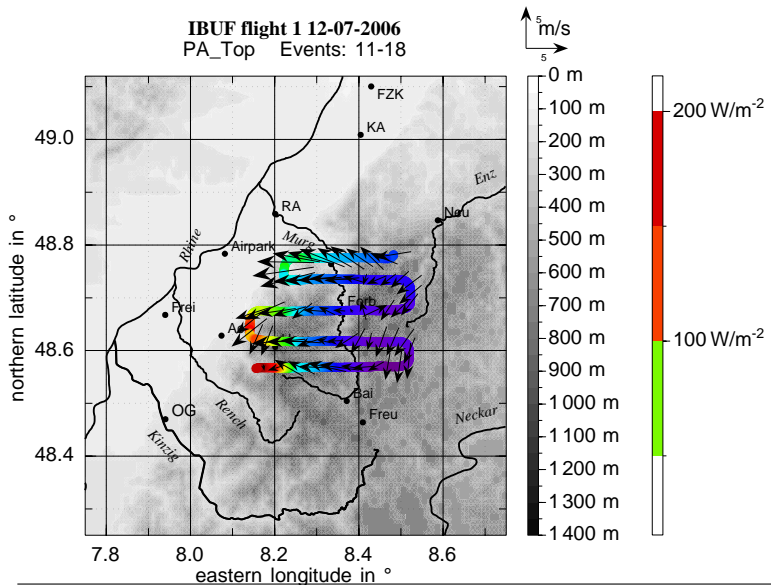 IBUF flight 1 12-07-2006
PA_Top Events: 11-18
5 m/s
5
0 m
100 m
200 m
300 m
400 m
500 m
600 m
700 m
800 m
900 m
1 000 m
1 100 m
1 200 m
1 300 m
1 400 m
200 W/m-2
100 W/m-2
49.0
48.8
48.6
48.4
northern latitude in °
7.8
8.0
8.2
8.4
8.6
eastern longitude in °
FZK
KA
Enz
RA
Rhine
Murg
Airpark
Frei
Forb
Bai
Freu
OG
Rench
Kinzig
Neckar